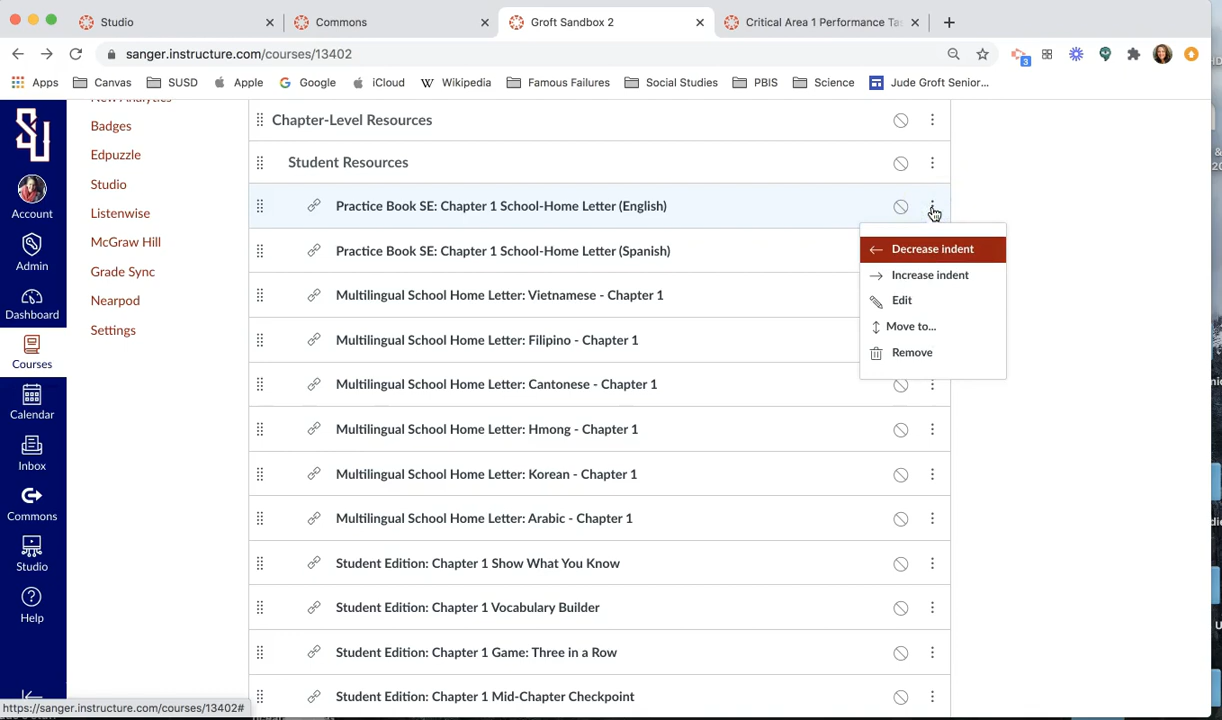 Studio
Commons
Groft Sandbox 2
Critical Area 1 Performance Tas
sanger.instructure.com/courses/13402
3
Apps
Canvas
SUSD
Apple
Google
iCloud
Wikipedia
Famous Failures
Social Studies
PBIS
Science
Jude Groft Senior...
New Analytics
Badges
Edpuzzle
Studio
Listenwise
McGraw Hill
Grade Sync
Nearpod
Settings
Account
Admin
Dashboard
Courses
Calendar
Inbox
Commons
Studio
Help
Chapter-Level Resources
Student Resources
Practice Book SE: Chapter 1 School-Home Letter (English)
Practice Book SE: Chapter 1 School-Home Letter (Spanish)
Multilingual School Home Letter: Vietnamese - Chapter 1
Multilingual School Home Letter: Filipino - Chapter 1
Multilingual School Home Letter: Cantonese - Chapter 1
Multilingual School Home Letter: Hmong - Chapter 1
Multilingual School Home Letter: Korean - Chapter 1
Multilingual School Home Letter: Arabic - Chapter 1
Student Edition: Chapter 1 Show What You Know
Student Edition: Chapter 1 Vocabulary Builder
Student Edition: Chapter 1 Game: Three in a Row
Student Edition: Chapter 1 Mid-Chapter Checkpoint
Decrease indent
Increase indent
Edit
Move to...
Remove
https://sanger.instructure.com/courses/13402#